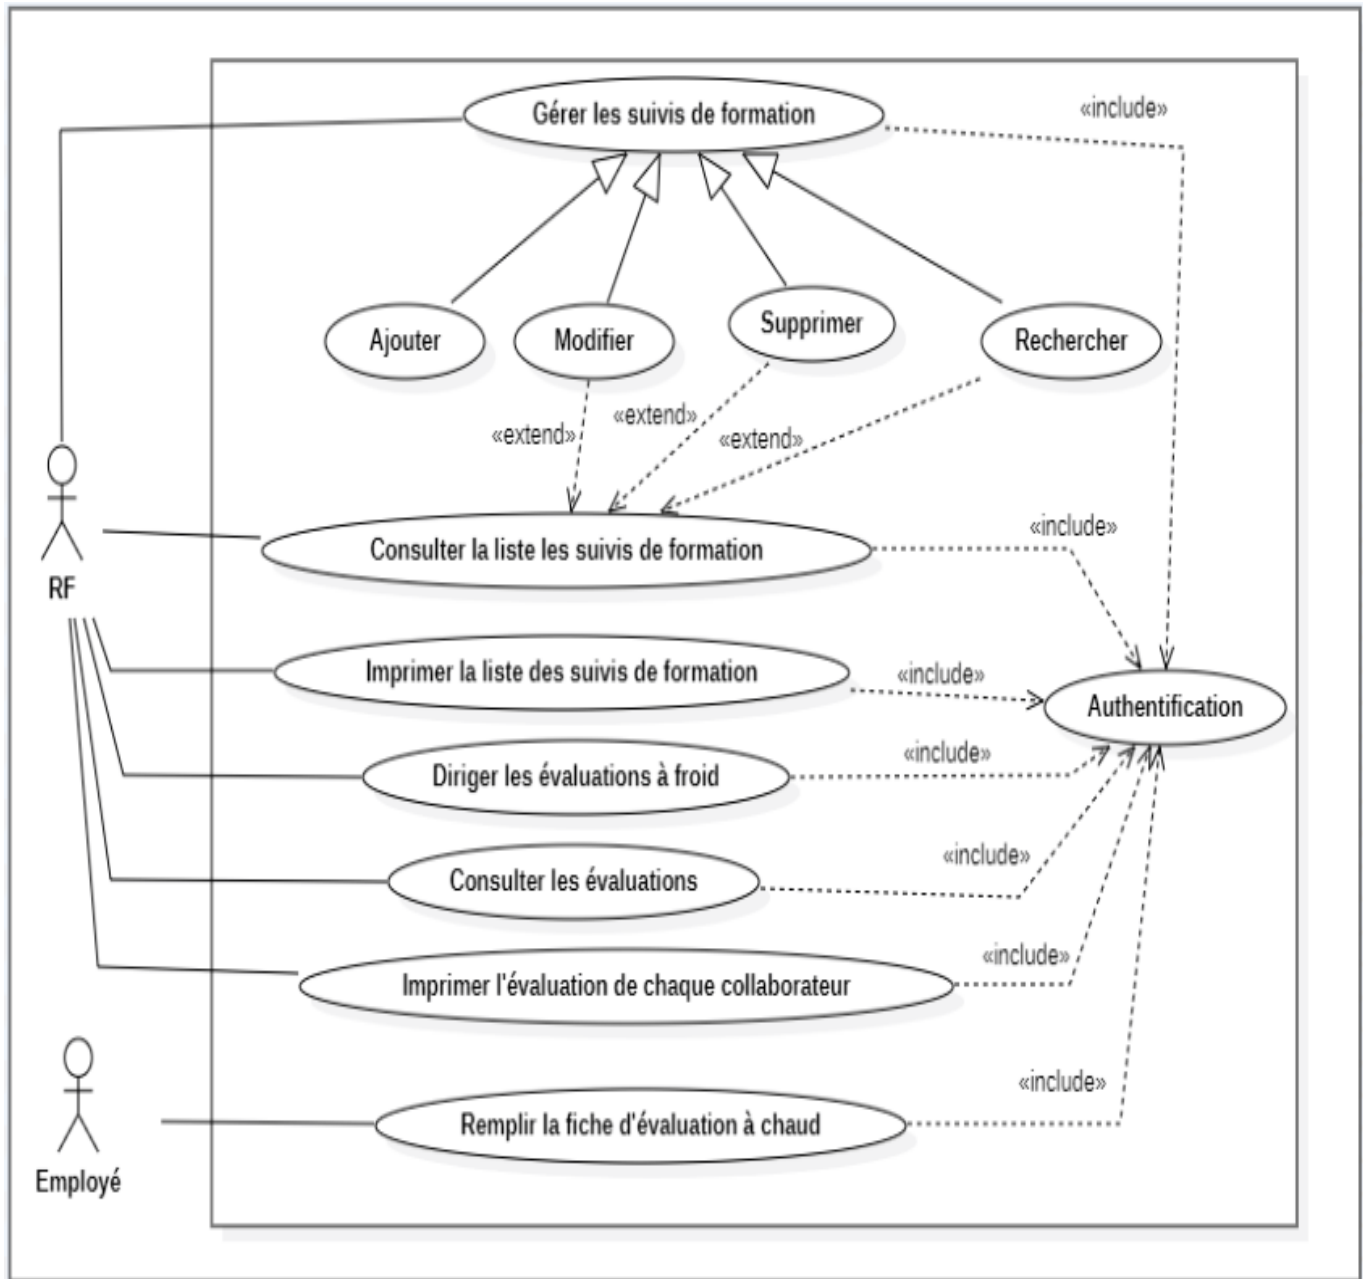 Gérer les suivis de formation
«include»
Ajouter
Modifier
Supprimer
Rechercher
«extend»
«extend»
«extend»
RF
Consulter la liste les suivis de formation
«include»
Imprimer la liste des suivis de formation
«include»
Authentification
Diriger les évaluations à froid
«include»
Consulter les évaluations
«include»
Imprimer l'évaluation de chaque collaborateur
«include»
Employé
Remplir la fiche d'évaluation à chaud
«include»